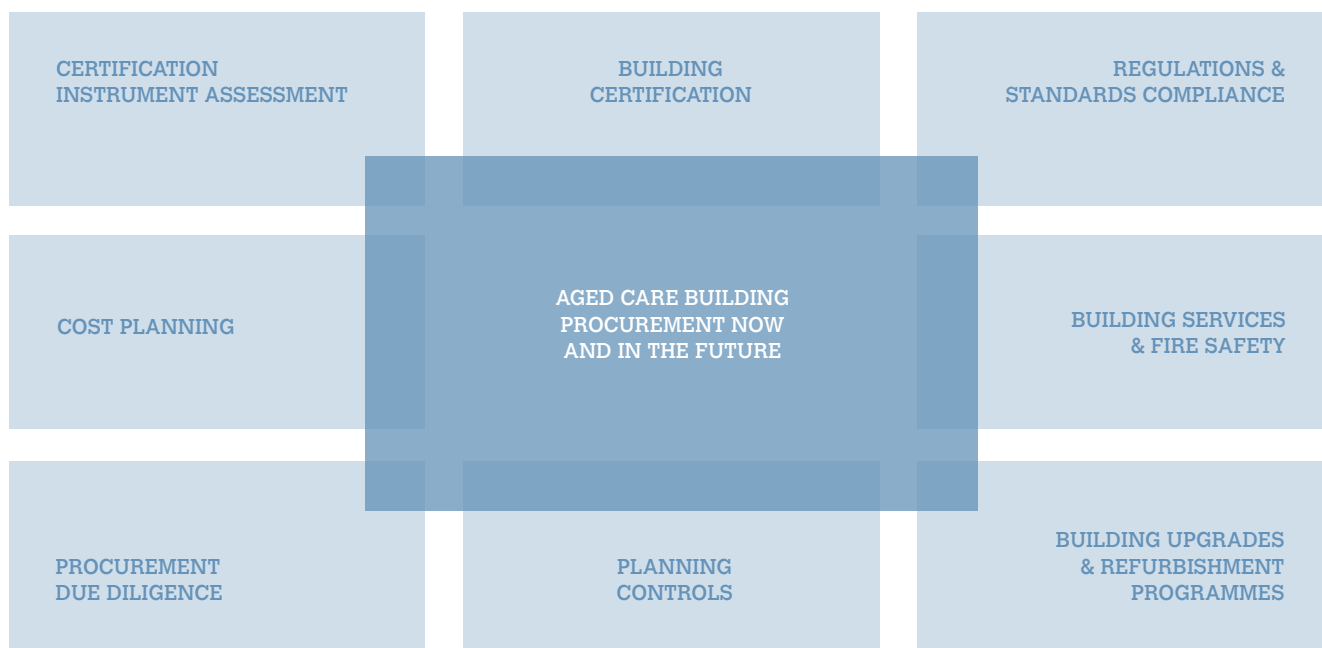 CERTIFICATION
INSTRUMENT ASSESSMENT
BUILDING
CERTIFICATION
REGULATIONS &
STANDARDS COMPLIANCE
COST PLANNING
AGED CARE BUILDING
PROCUREMENT NOW
AND IN THE FUTURE
BUILDING SERVICES
& FIRE SAFETY
PROCUREMENT
DUE DILIGENCE
PLANNING
CONTROLS
BUILDING UPGRADES
& REFURBISHMENT
PROGRAMMES